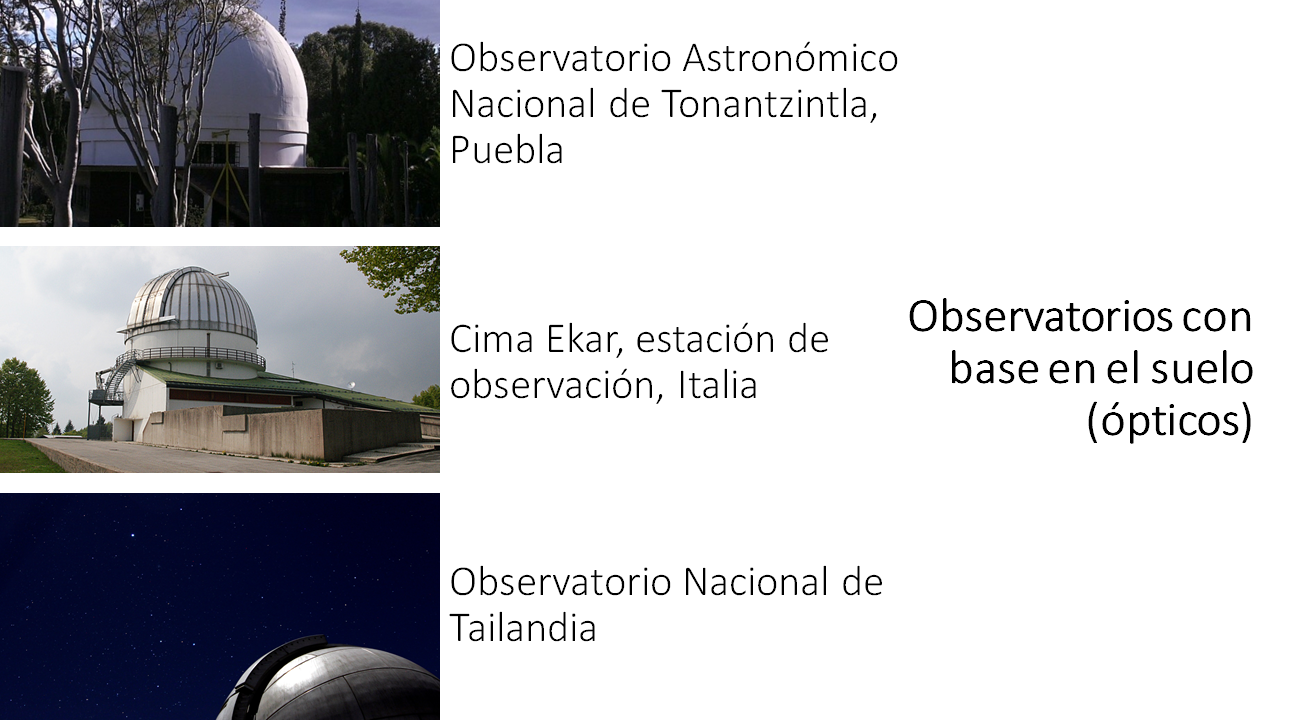 Observatorio Astronómico
Nacional de Tonantzintla,
Puebla
Cima Ekar, estación de
observación, Italia
Observatorio Nacional de
Tailandia
Observatorios con
base en el suelo
(ópticos)